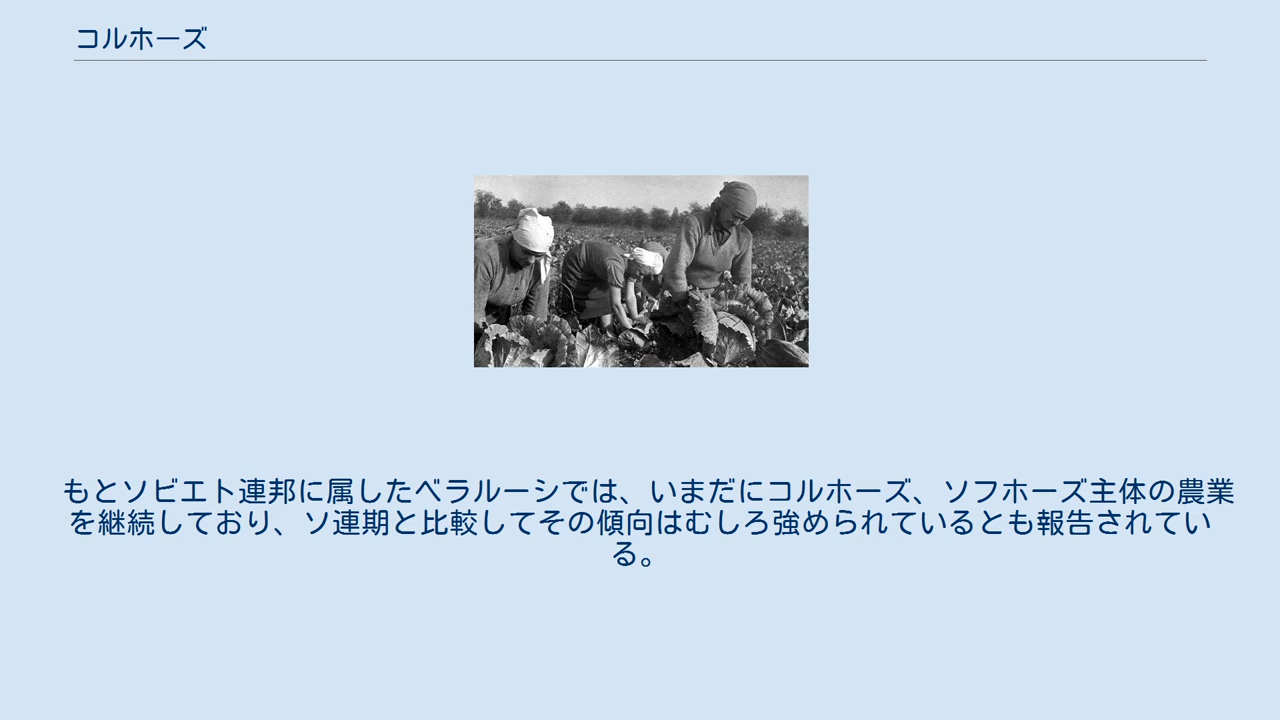 コルホーズ
もとソビエト連邦に属したベラルーシでは、いまだにコルホーズ、ソフホーズ主体の農業
を継続しており、ソ連期と比較してその傾向はむしろ強められているとも報告されてい
る。